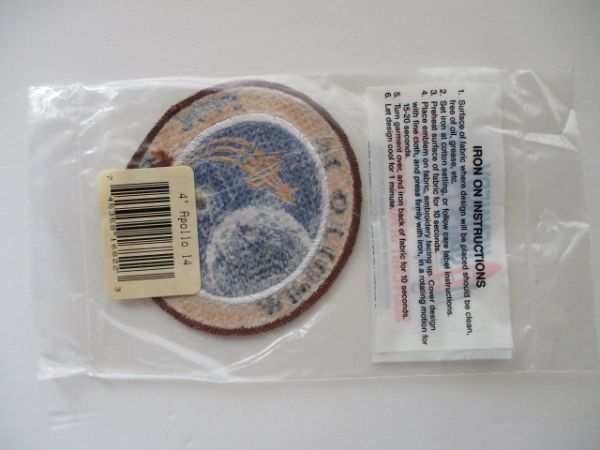 IRON ON INSTRUCTIONS
1. Surface of fabric where design will be placed should be clean,
free of oil, grease, etc.
2. Set iron at cotton setting, or follow care label instructions.
3. Preheat surface of fabric for 10 seconds.
4. Place emblem on fabric, embroidery facing up. Cover design
with fine cloth, and press firmly with iron, in a rotating motion for
15-20 seconds.
5. Turn garment over, and iron back of fabric for 10 seconds.
6. Let design cool for 1 minute.
4" Apollo 14